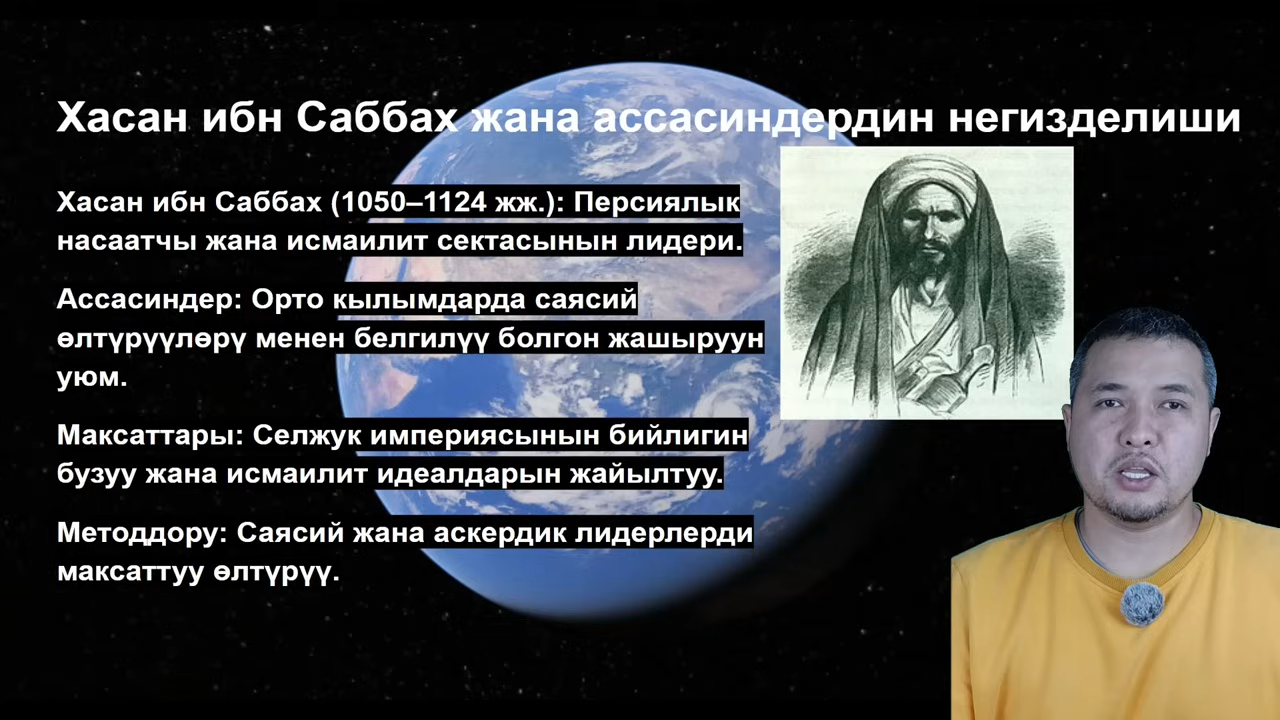 Хасан ибн Саббах жана ассасиндердин негизделиши
Хасан ибн Саббах (1050–1124 жж.): Персиялык
насаатчы жана исмаилит сектасынын лидери.
Ассасиндер: Орто кылымдарда саясий
өлтүрүүлөрү менен белгилүү болгон жашыруун
уюм.
Максаттары: Селжук империясынын бийлигин
бузуу жана исмаилит идеалдарын жайылтуу.
Методдору: Саясий жана аскердик лидерлерди
максаттуу өлтүрүү.